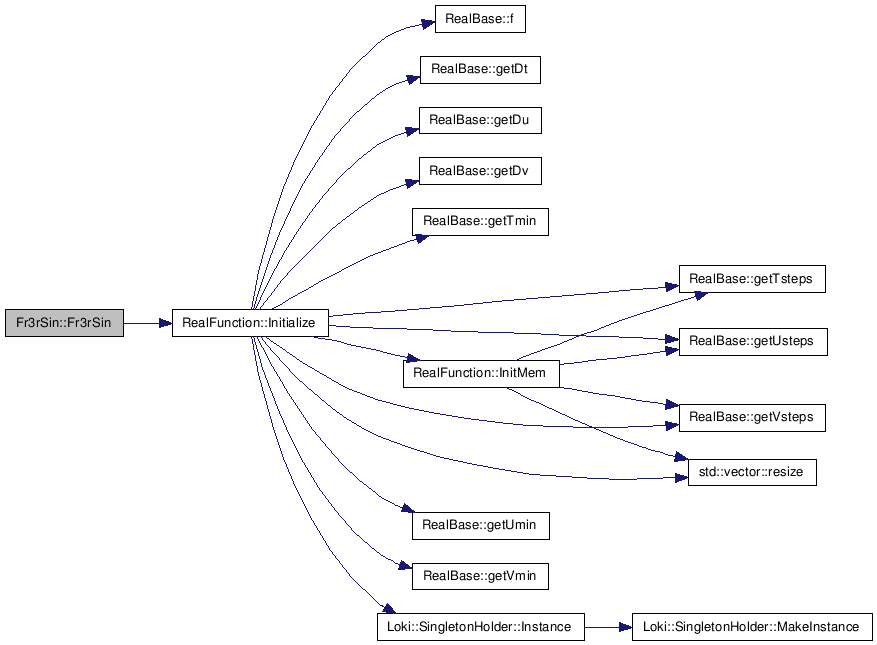 RealBase::f
RealBase::getDt
RealBase::getDu
RealBase::getDv
RealBase::getTmin
RealBase::getTsteps
Fr3rSin::Fr3rSin
RealFunction::Initialize
RealBase::getUsteps
RealFunction::InitMem
RealBase::getVsteps
std::vector::resize
RealBase::getUmin
RealBase::getVmin
Loki::SingletonHolder::Instance
Loki::SingletonHolder::MakeInstance